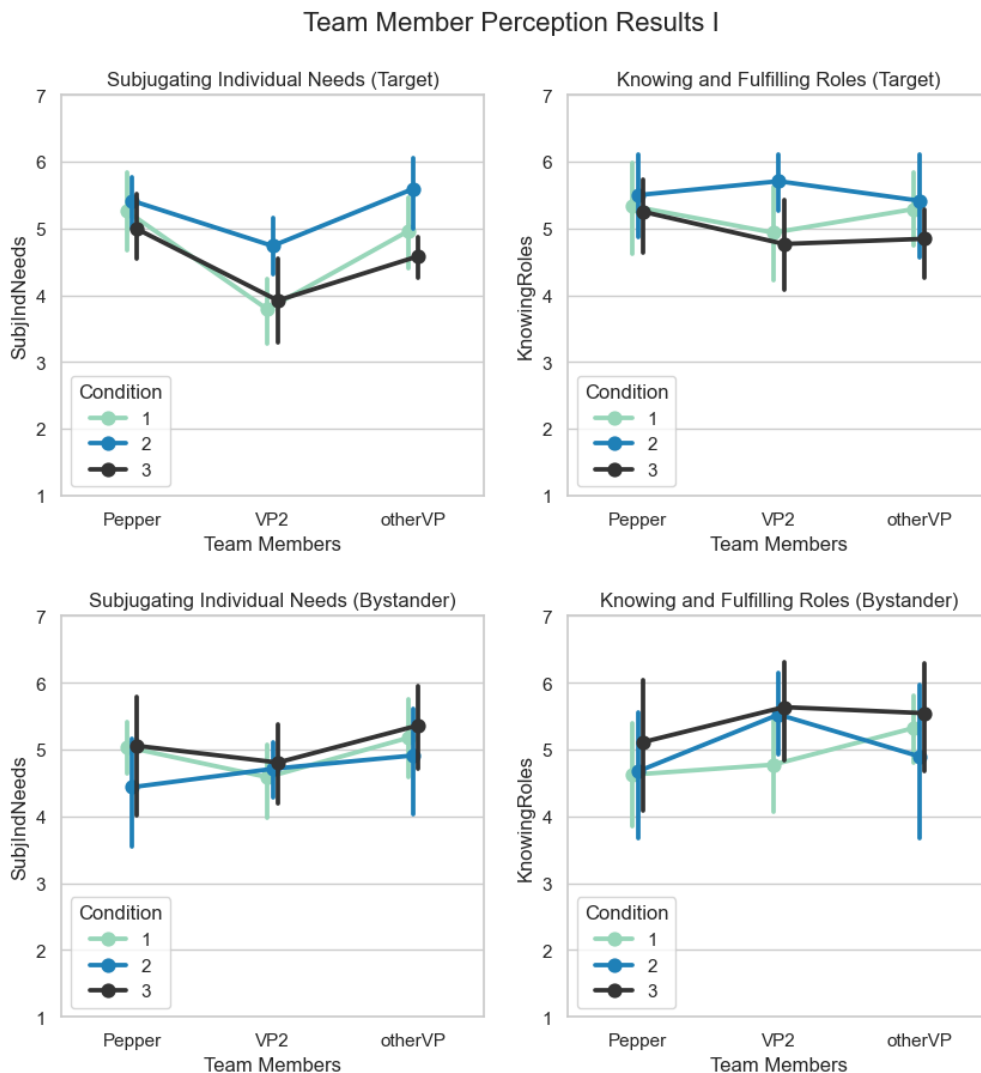 Team Member Perception Results I
Subjugating Individual Needs (Target)
7
6
5
4
3
2
1
SubjIndNeeds
Condition
1
2
3
Pepper VP2 otherVP
Team Members
Knowing and Fulfilling Roles (Target)
7
6
5
4
3
2
1
KnowingRoles
Condition
1
2
3
Pepper VP2 otherVP
Team Members
Subjugating Individual Needs (Bystander)
7
6
5
4
3
2
1
SubjIndNeeds
Condition
1
2
3
Pepper VP2 otherVP
Team Members
Knowing and Fulfilling Roles (Bystander)
7
6
5
4
3
2
1
KnowingRoles
Condition
1
2
3
Pepper VP2 otherVP
Team Members